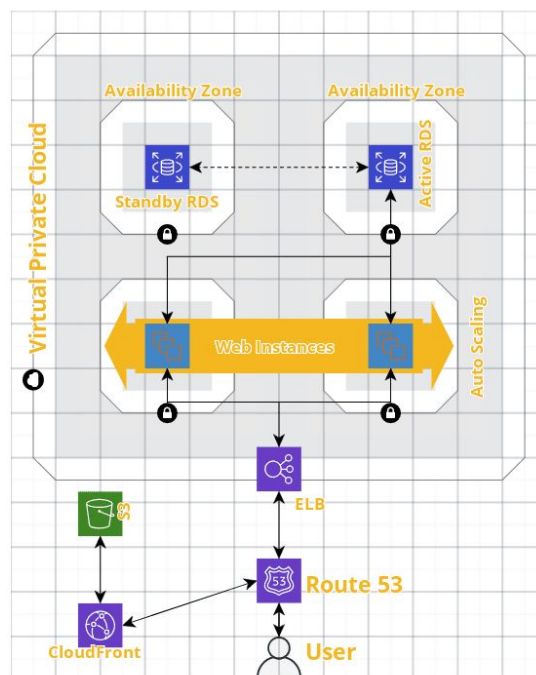 Availability Zone
Availability Zone
Virtual Private Cloud
Standby RDS
Active RDS
Web Instances
Auto Scaling
ELB
S3
53
Route 53
CloudFront
User